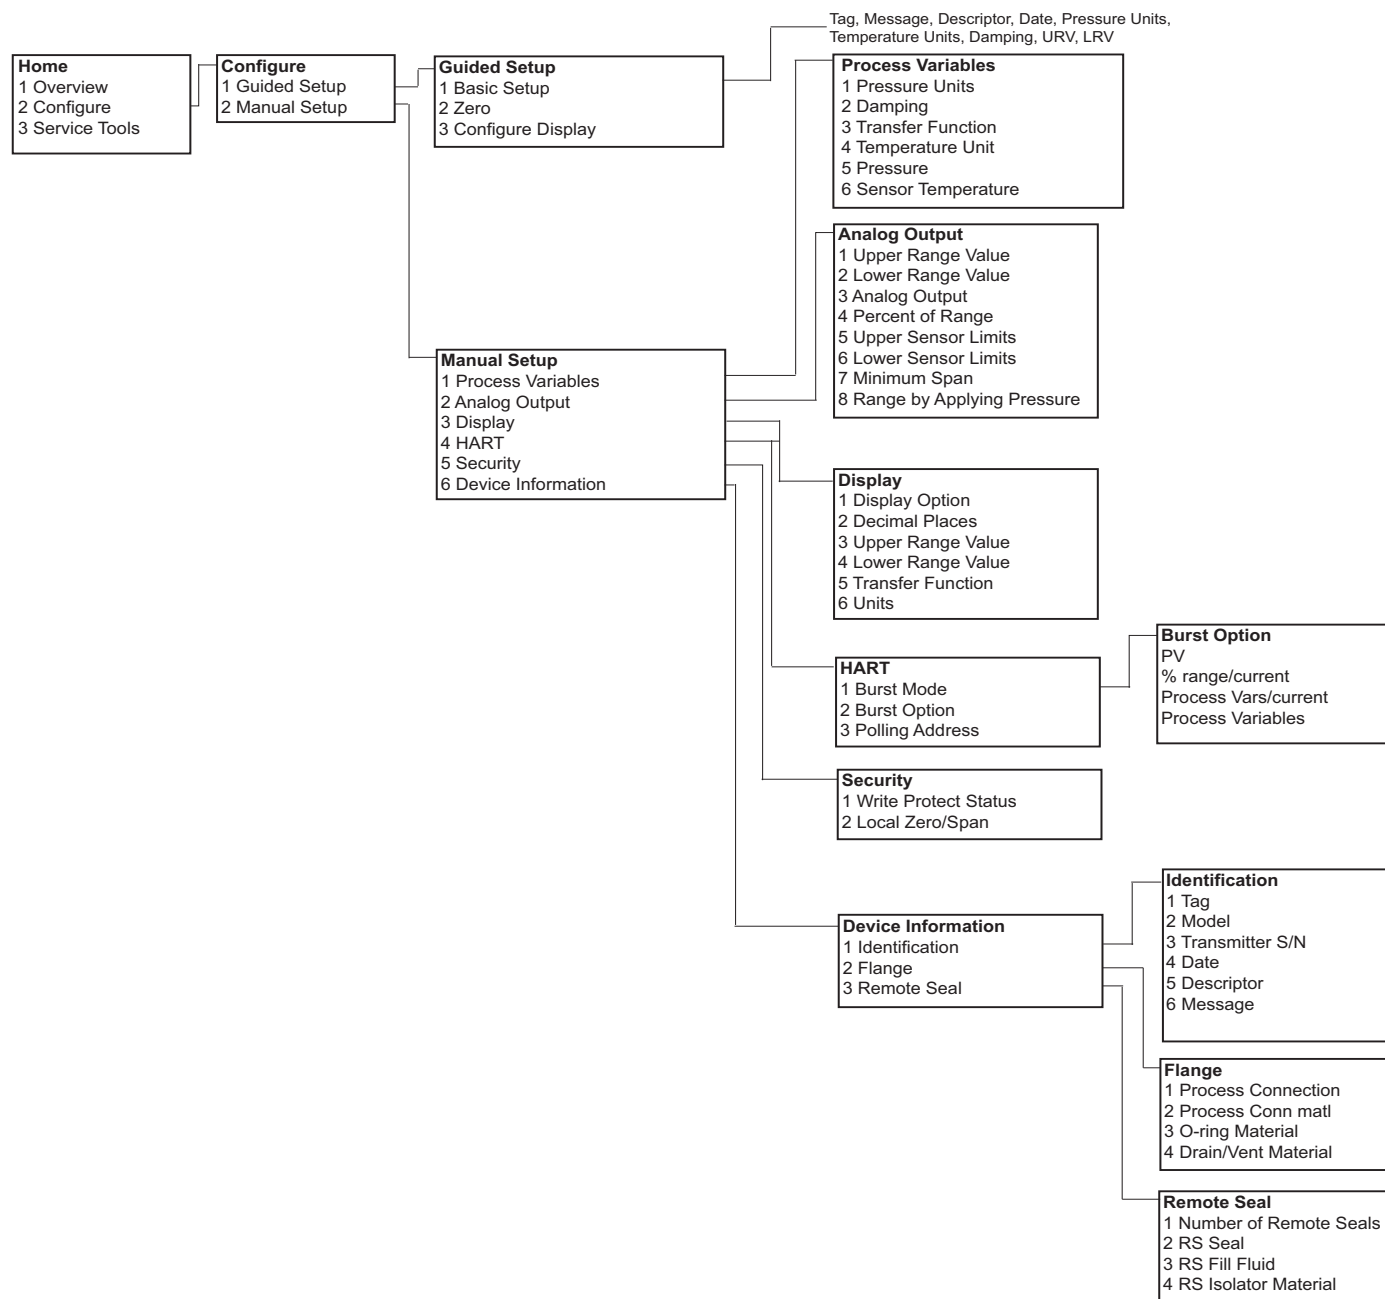 Tag, Message, Descriptor, Date, Pressure Units,
Temperature Units, Damping, URV, LRV
Home
1 Overview
2 Configure
3 Service Tools
Configure
1 Guided Setup
2 Manual Setup
Guided Setup
1 Basic Setup
2 Zero
3 Configure Display
Process Variables
1 Pressure Units
2 Damping
3 Transfer Function
4 Temperature Unit
5 Pressure
6 Sensor Temperature
Analog Output
1 Upper Range Value
2 Lower Range Value
3 Analog Output
4 Percent of Range
5 Upper Sensor Limits
6 Lower Sensor Limits
7 Minimum Span
8 Range by Applying Pressure
Manual Setup
1 Process Variables
2 Analog Output
3 Display
4 HART
5 Security
6 Device Information
Display
1 Display Option
2 Decimal Places
3 Upper Range Value
4 Lower Range Value
5 Transfer Function
6 Units
HART
1 Burst Mode
2 Burst Option
3 Polling Address
Burst Option
PV
% range/current
Process Vars/current
Process Variables
Security
1 Write Protect Status
2 Local Zero/Span
Device Information
1 Identification
2 Flange
3 Remote Seal
Identification
1 Tag
2 Model
3 Transmitter S/N
4 Date
5 Descriptor
6 Message
Flange
1 Process Connection
2 Process Conn matl
3 O-ring Material
4 Drain/Vent Material
Remote Seal
1 Number of Remote Seals
2 RS Seal
3 RS Fill Fluid
4 RS Isolator Material